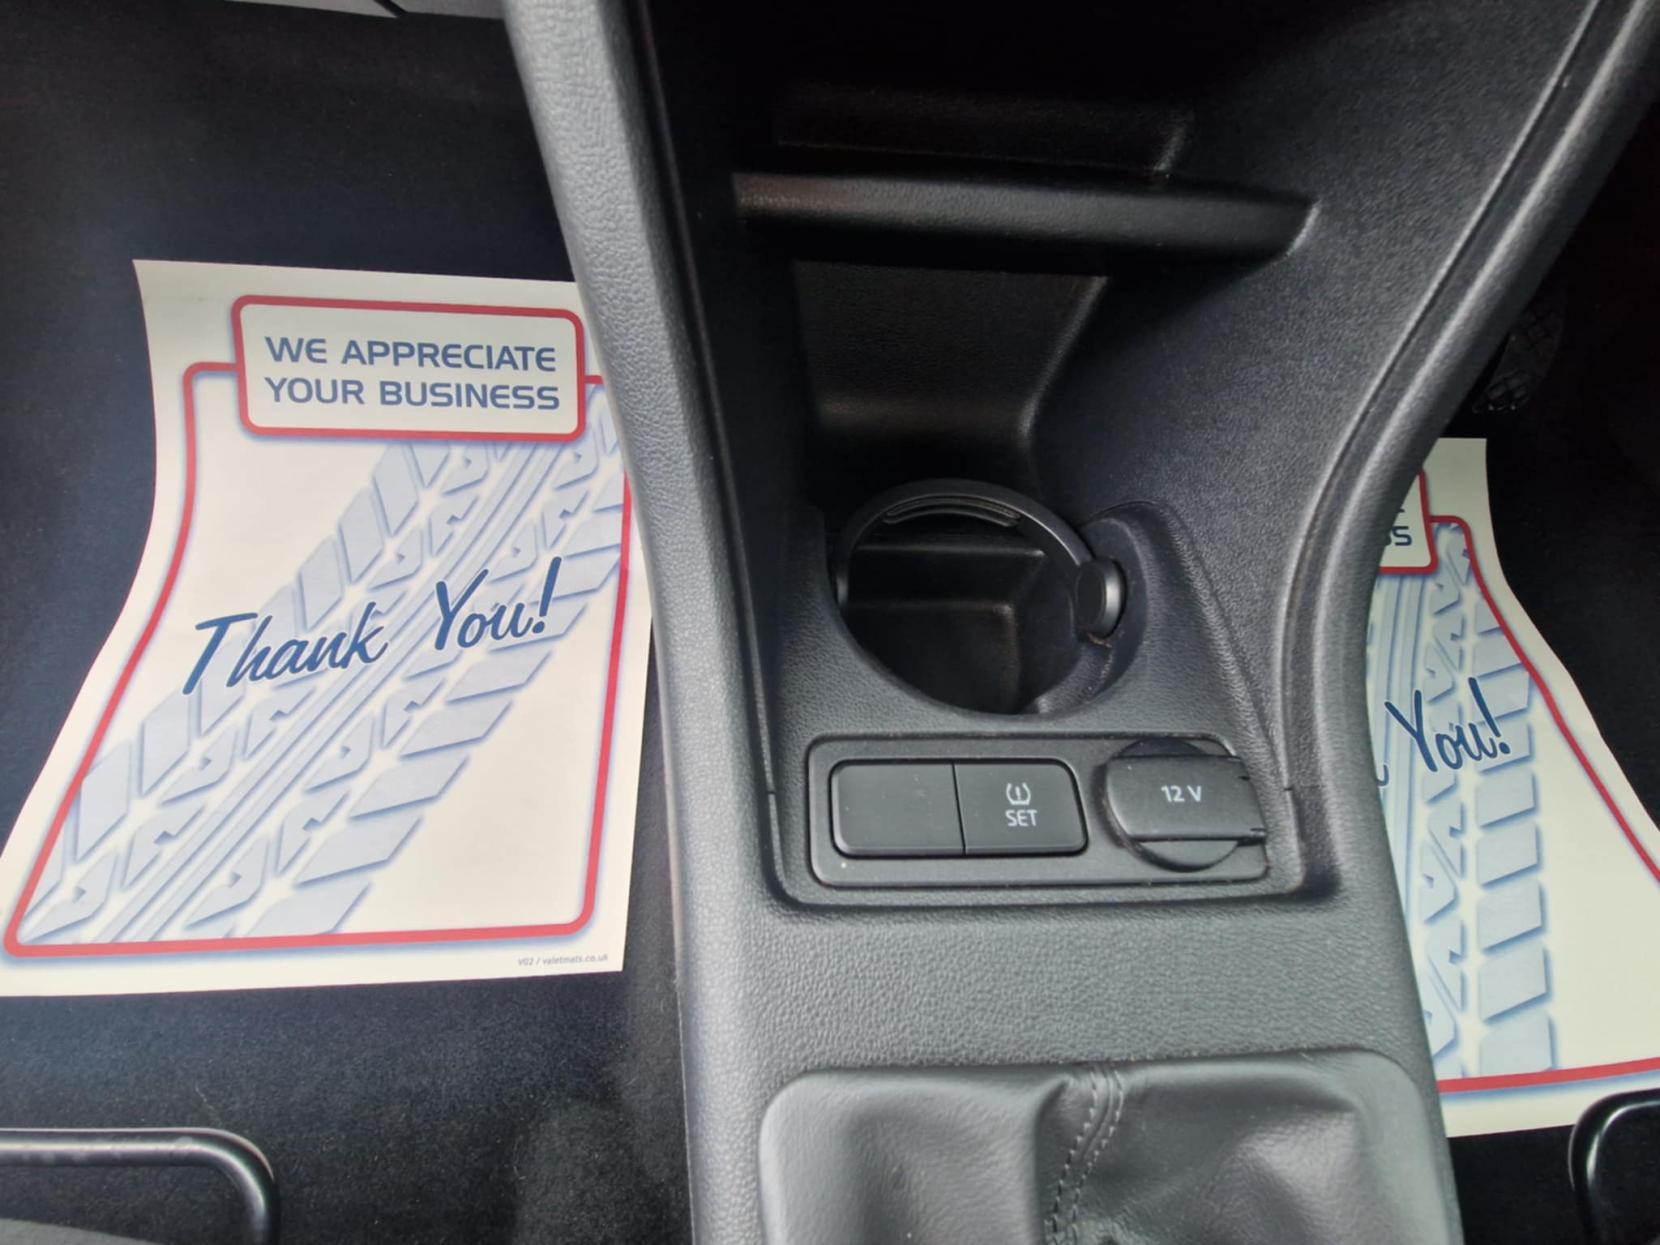 WE APPRECIATE
YOUR BUSINESS
Thank You!
V02 / valetmats.co.uk
SET
12 V
You!